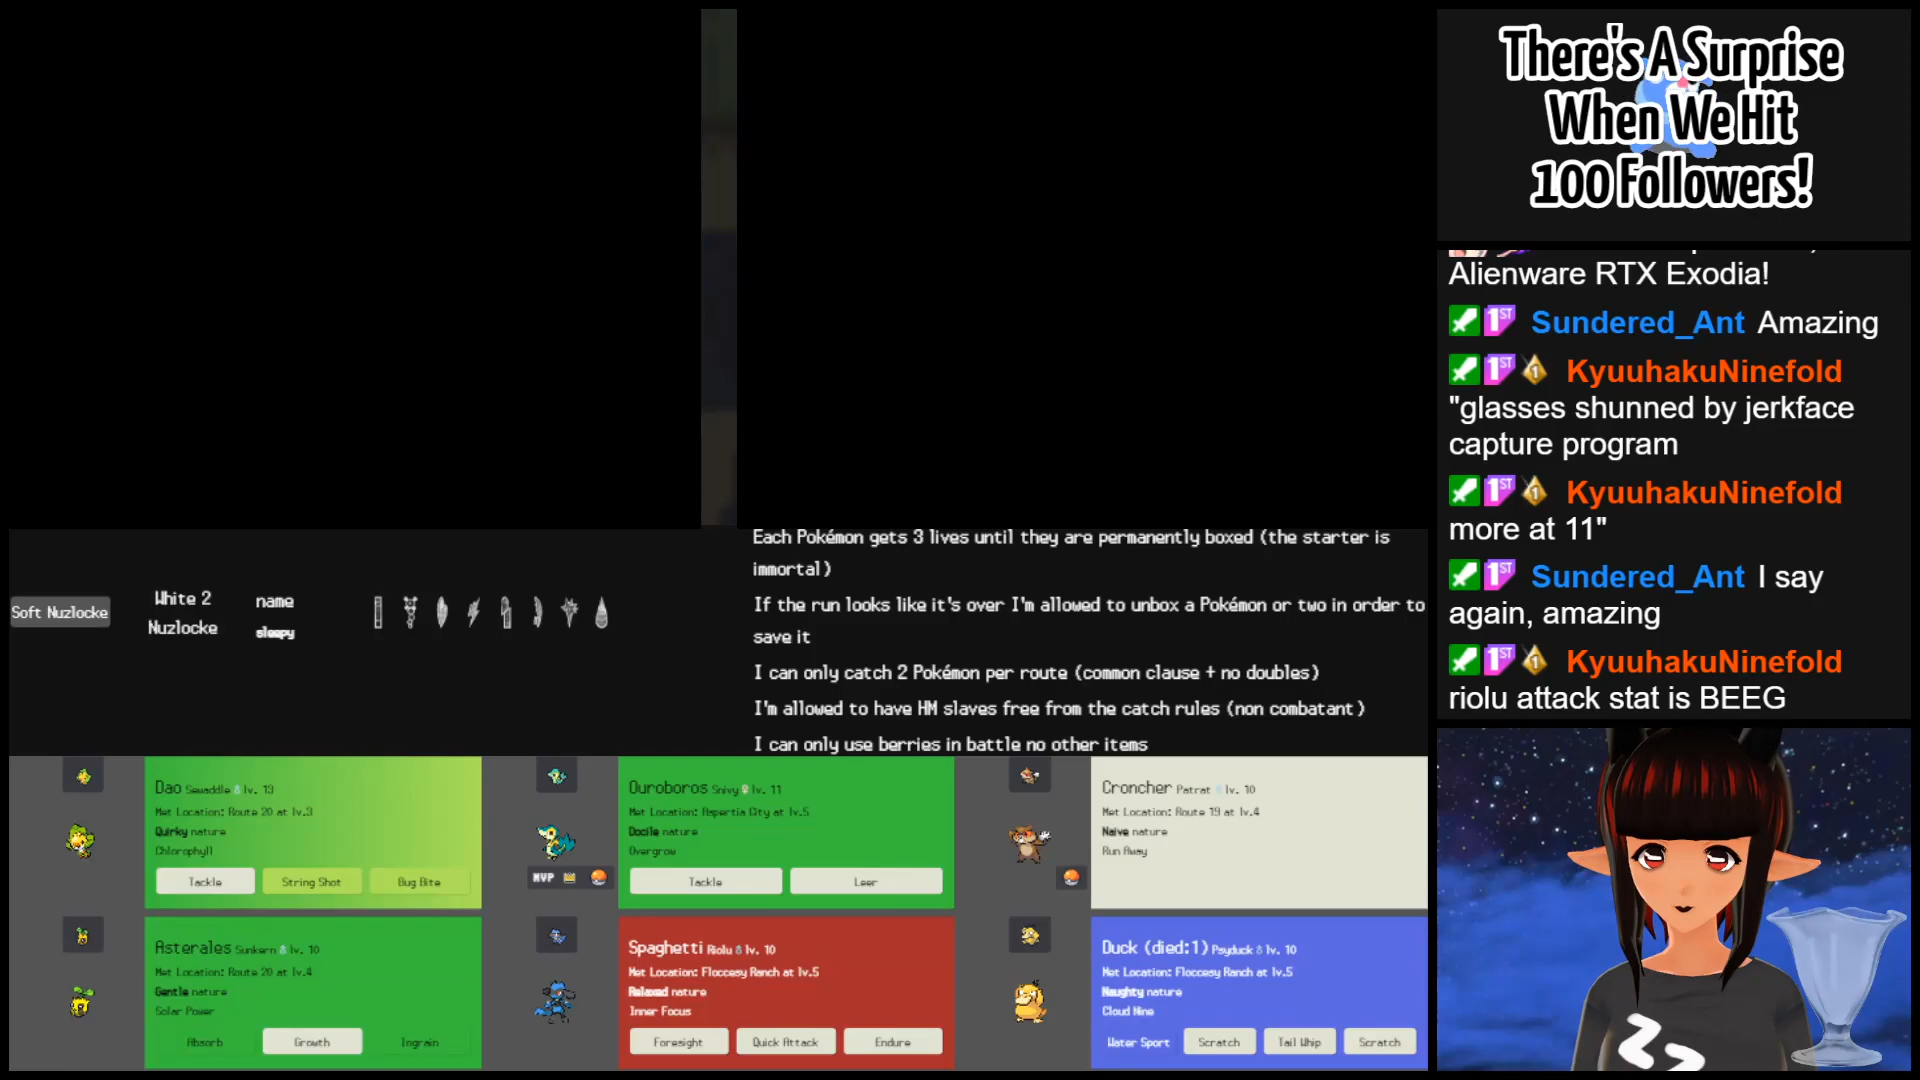 There's A Surprise
When We Hit
100 Followers!
Alienware RTX Exodia!
1ST Sundered_Ant Amazing
1ST 1 KyuuhakuNinefold
"glasses shunned by jerkface
capture program
1ST 1 KyuuhakuNinefold
more at 11"
1ST Sundered_Ant I say
again, amazing
1ST 1 KyuuhakuNinefold
riolu attack stat is BEEG
Each Pokémon gets 3 lives until they are permanently boxed (the starter is
immortal)
If the run looks like it's over I'm allowed to unbox a Pokémon or two in order to
save it
I can only catch 2 Pokémon per route (common clause + no doubles)
I'm allowed to have HM slaves free from the catch rules (non combatant)
I can only use berries in battle no other items
Soft Nuzlocke
White 2
Nuzlocke
name
sleepy
Dao Sewaddle lv. 13
Met Location: Route 20 at lv.3
Quirky nature
Chlorophyll
Tackle String Shot Bug Bite
Ouroboros Snivy lv. 11
Met Location: Aspertia City at lv.5
Docile nature
Overgrow
MVP
Tackle Leer
Croncher Patrat lv. 10
Met Location: Route 19 at lv.4
Naive nature
Run Away
Asterales Sunkern lv. 10
Met Location: Route 20 at lv.4
Gentle nature
Solar Power
Absorb Growth Ingrain
Spaghetti Riolu lv. 10
Met Location: Floccesy Ranch at lv.5
Relaxed nature
Inner Focus
Foresight Quick Attack Endure
Duck (died:1) Psyduck lv. 10
Met Location: Floccesy Ranch at lv.5
Naughty nature
Cloud Nine
Water Sport Scratch Tail Whip Scratch